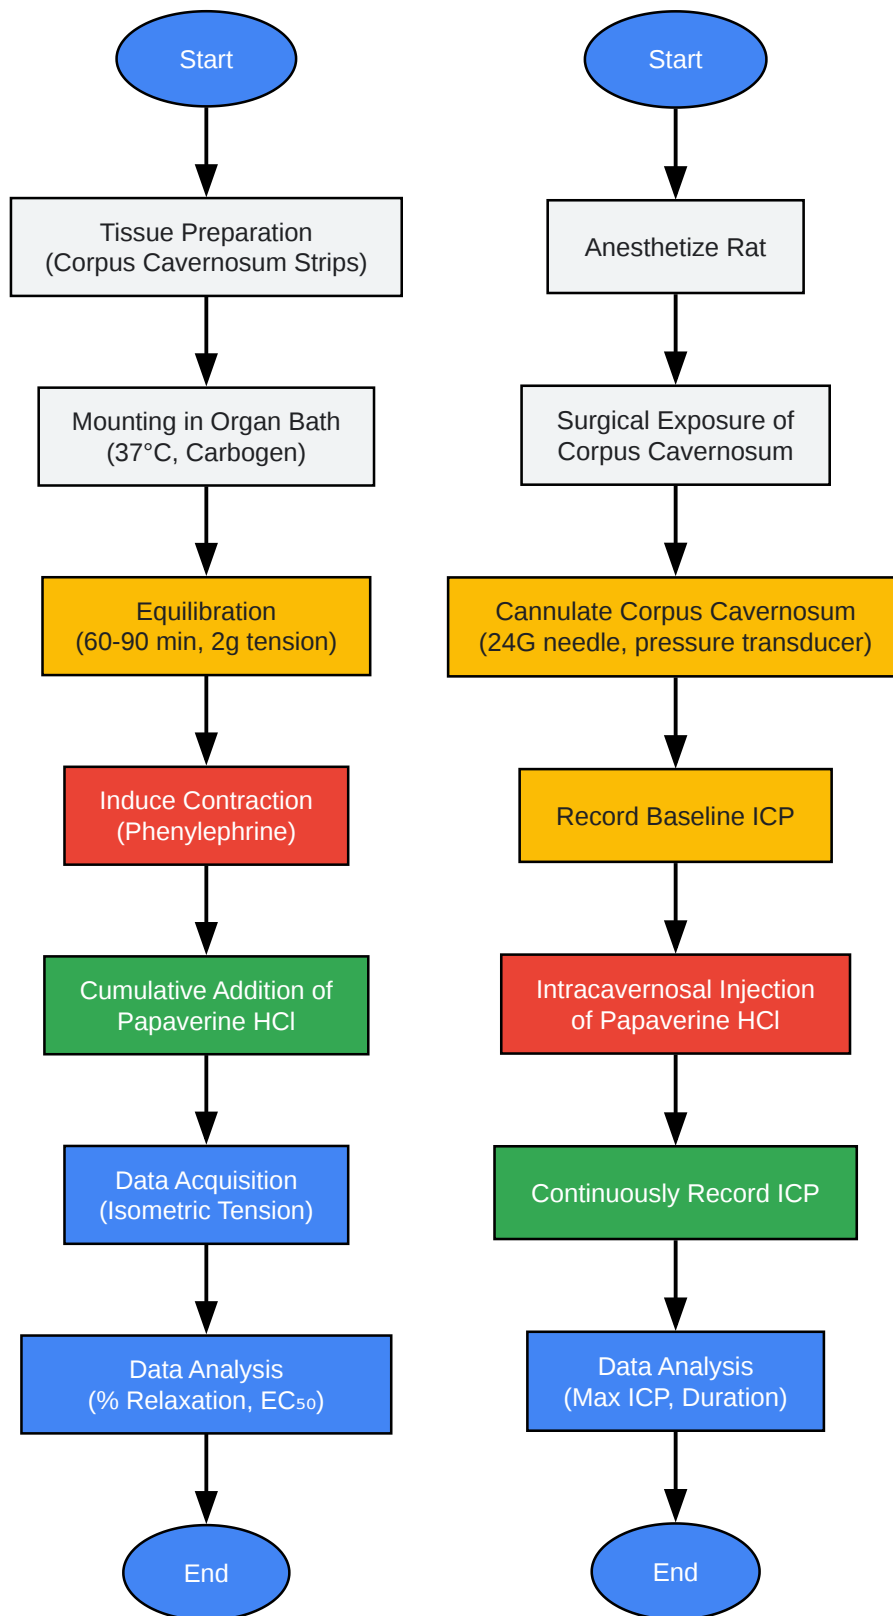 Start
Tissue Preparation
(Corpus Cavernosum Strips)
Mounting in Organ Bath
(37°C, Carbogen)
Equilibration
(60-90 min, 2g tension)
Induce Contraction
(Phenylephrine)
Cumulative Addition of
Papaverine HCl
Data Acquisition
(Isometric Tension)
Data Analysis
(% Relaxation, EC₅₀)
End
Start
Anesthetize Rat
Surgical Exposure of
Corpus Cavernosum
Cannulate Corpus Cavernosum
(24G needle, pressure transducer)
Record Baseline ICP
Intracavernosal Injection
of Papaverine HCl
Continuously Record ICP
Data Analysis
(Max ICP, Duration)
End